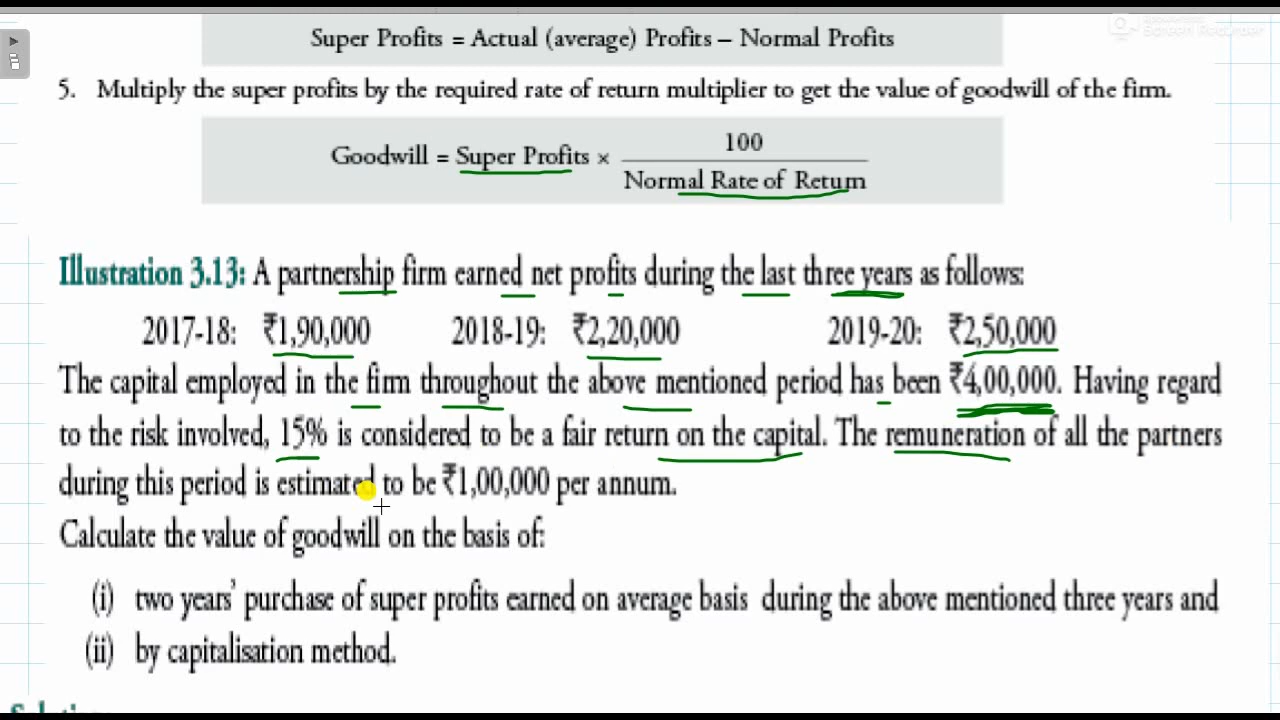 Screen Recorder
Super Profits = Actual (average) Profits – Normal Profits
5. Multiply the super profits by the required rate of return multiplier to get the value of goodwill of the firm.
Goodwill = Super Profits × 100
Normal Rate of Return
Illustration 3.13: A partnership firm earned net profits during the last three years as follows:
2017-18: ₹1,90,000 2018-19: ₹2,20,000 2019-20: ₹2,50,000
The capital employed in the firm throughout the above mentioned period has been ₹4,00,000. Having regard
to the risk involved, 15% is considered to be a fair return on the capital. The remuneration of all the partners
during this period is estimated to be ₹1,00,000 per annum.
Calculate the value of goodwill on the basis of:
(i) two years' purchase of super profits earned on average basis during the above mentioned three years and
(ii) by capitalisation method.